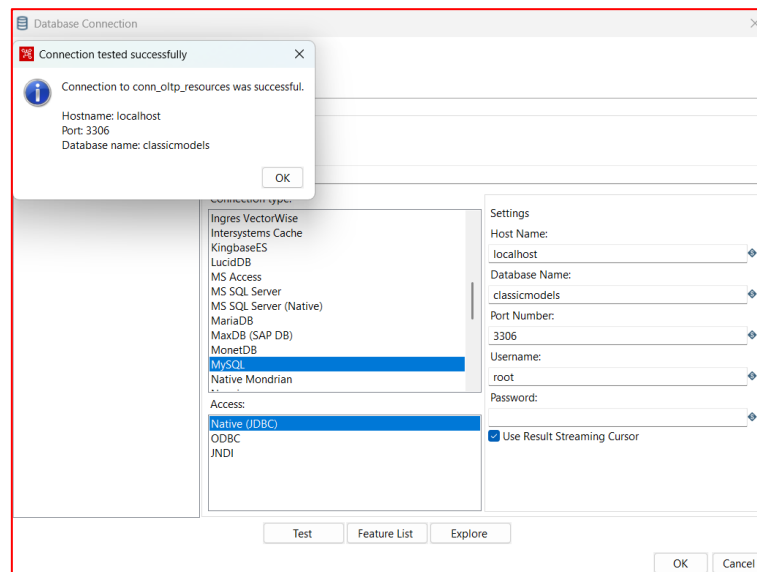 Database Connection
Connection tested successfully
Connection to conn_oltp_resources was successful.
Hostname: localhost
Port: 3306
Database name: classicmodels
OK
Connection type:
Ingres VectorWise
Intersystems Cache
KingbaseES
LucidDB
MS Access
MS SQL Server
MS SQL Server (Native)
MariaDB
MaxDB (SAP DB)
MonetDB
MySQL
Native Mondrian
Access:
Native (JDBC)
ODBC
JNDI
Settings
Host Name:
localhost
Database Name:
classicmodels
Port Number:
3306
Username:
root
Password:
Use Result Streaming Cursor
Test
Feature List
Explore
OK
Cancel